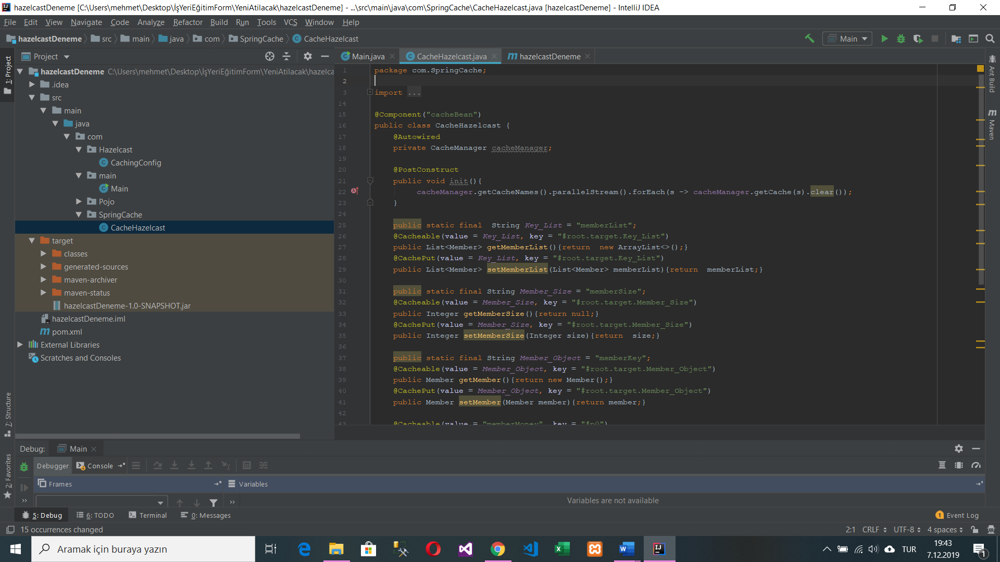 hazelcastDeneme [C:\Users\mehmet\Desktop\İşYeriEğitimForm\YeniAtilacak\hazelcastDeneme] - ...\src\main\java\com\SpringCache\CacheHazelcast.java [hazelcastDeneme] - IntelliJ IDEA
File Edit View Navigate Code Analyze Refactor Build Run Tools VCS Window Help
hazelcastDeneme src main java com SpringCache CacheHazelcast
Main
Project
Main.java CacheHazelcast.java hazelcastDeneme
1: Project
hazelcastDeneme C:\Users\mehmet\Desktop\İşYeriEğitimForm\YeniAtilacak\hazelca
.idea
src
main
java
com
Hazelcast
CachingConfig
main
Main
Pojo
SpringCache
CacheHazelcast
target
classes
generated-sources
maven-archiver
maven-status
hazelcastDeneme-1.0-SNAPSHOT.jar
hazelcastDeneme.iml
pom.xml
External Libraries
Scratches and Consoles
7: Structure
2: Favorites
1 package com.SpringCache;
2
3 import ...
14
15 @Component("cacheBean")
16 public class CacheHazelcast {
17 @Autowired
18 private CacheManager cacheManager;
19
20 @PostConstruct
21 public void init(){
22 cacheManager.getCacheNames().parallelStream().forEach(s -> cacheManager.getCache(s).clear());
23 }
24
25 public static final  String Key_List = "memberList";
26 @Cacheable(value = Key_List, key = "#root.target.Key_List")
27 public List<Member> getMemberList(){return  new ArrayList<>();}
28 @CachePut(value = Key_List, key = "#root.target.Key_List")
29 public List<Member> setMemberList(List<Member> memberList){return  memberList;}
30
31 public static final String Member_Size = "memberSize";
32 @Cacheable(value = Member_Size, key = "#root.target.Member_Size")
33 public Integer getMemberSize(){return null;}
34 @CachePut(value = Member_Size, key = "#root.target.Member_Size")
35 public Integer setMemberSize(Integer size){return  size;}
36
37 public static final String Member_Object = "memberKey";
38 @Cacheable(value = Member_Object, key = "#root.target.Member_Object")
39 public Member getMember(){return new Member();}
40 @CachePut(value = Member_Object, key = "#root.target.Member_Object")
41 public Member setMember(Member member){return member;}
42
43 @Cacheable(value = "memberMoney", key = "#p0")
Ant Build
Maven
Debug: Main
Debugger Console
Frames Variables
Variables are not available
5: Debug 6: TODO Terminal 0: Messages
1 Event Log
15 occurrences changed
2:1 CRLF UTF-8 4 spaces
Aramak için buraya yazın
TUR
19:43
7.12.2019
1